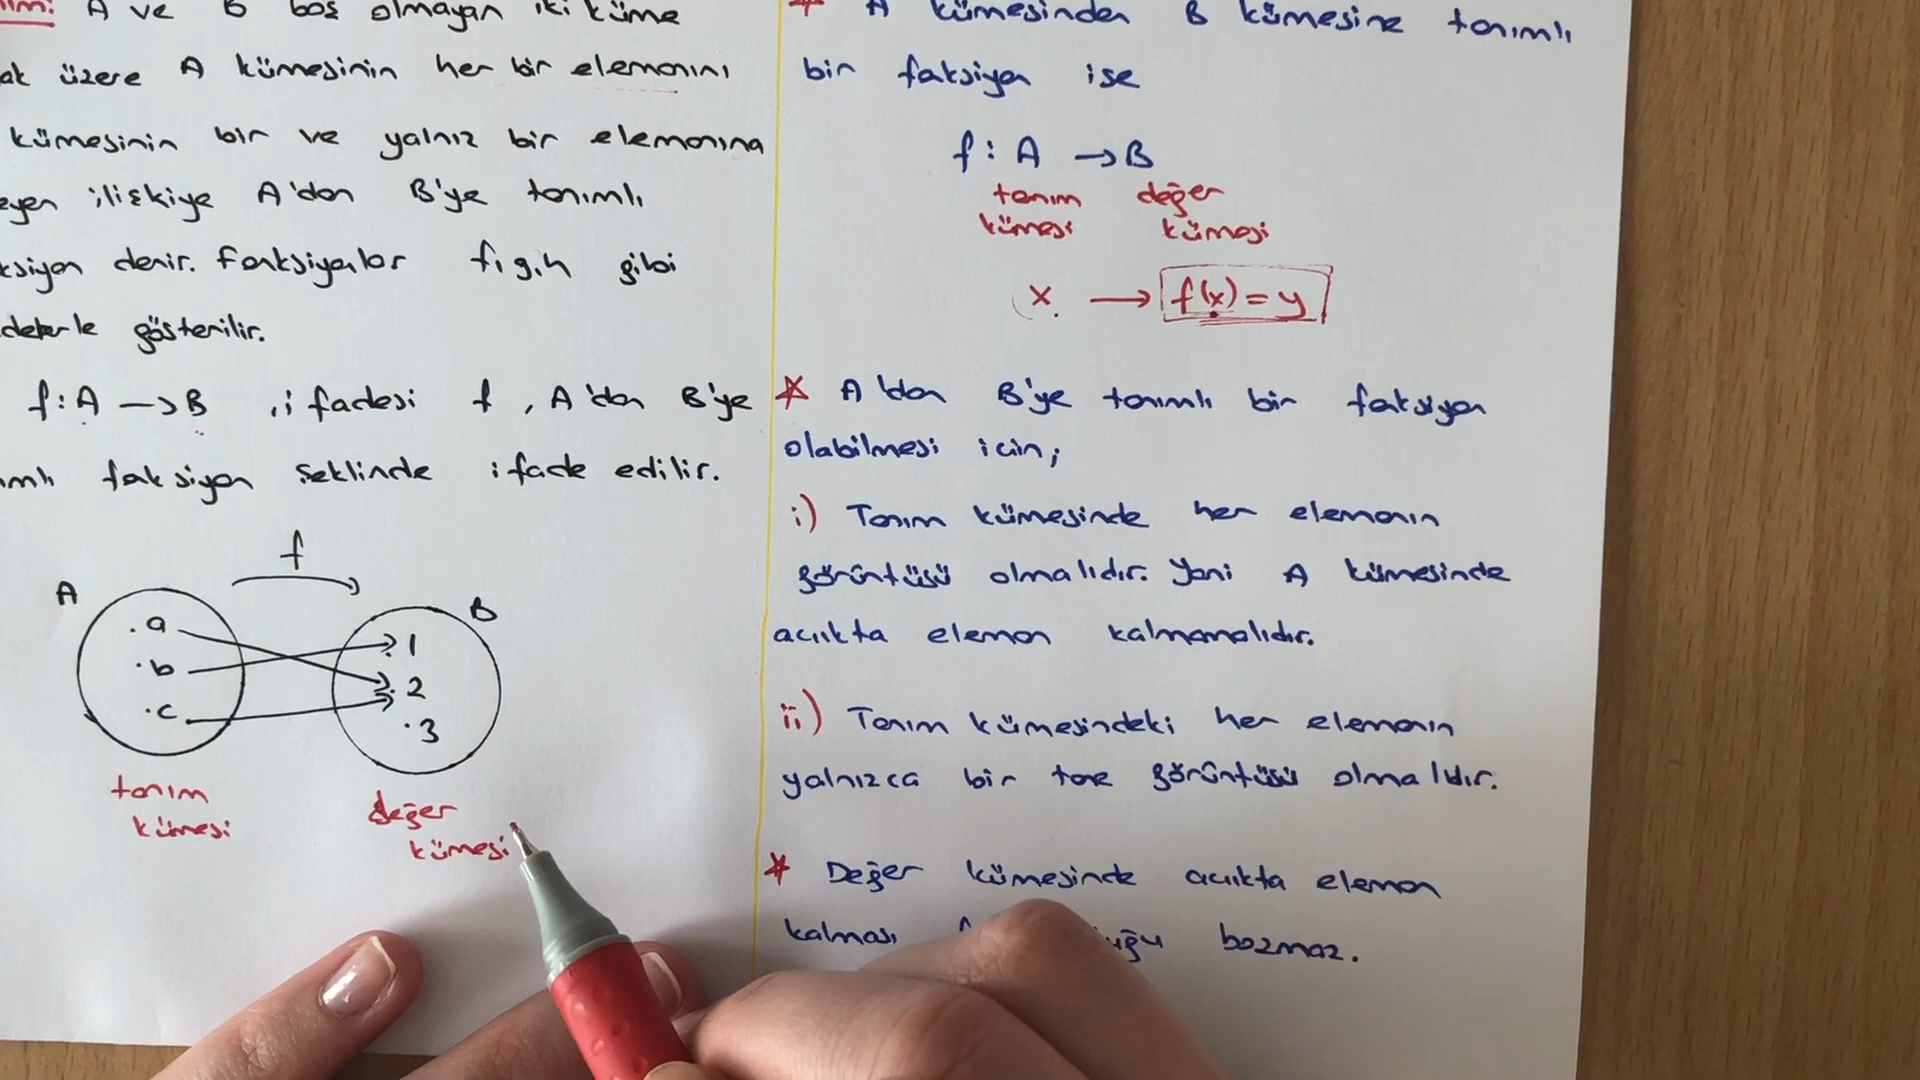 A ve B boş olmayan iki küme
üzere A kümesinin her bir elemanını
kümesinin bir ve yalnız bir elemanına
ilişkiye A'dan B'ye tanımlı
denir. Fonksiyonlar f,g,h gibi
gösterilir.
f: A → B , ifadesi f , A'dan B'ye
fonksiyon şeklinde ifade edilir.
f
A
B
.a
.b
.c
1
.2
.3
tanım
kümesi
değer
kümesi
* A kümesinden B kümesine tanımlı
bir fonksiyon ise
f: A → B
tanım değer
kümesi kümesi
x → f(x) = y
* A'dan B'ye tanımlı bir fonksiyon
olabilmesi için;
i) Tanım kümesinde her elemanın
görüntüsü olmalıdır. Yani A kümesinde
açıkta eleman kalmamalıdır.
ii) Tanım kümesindeki her elemanın
yalnızca bir tane görüntüsü olmalıdır.
* Değer kümesinde açıkta eleman
kalması bozmaz.